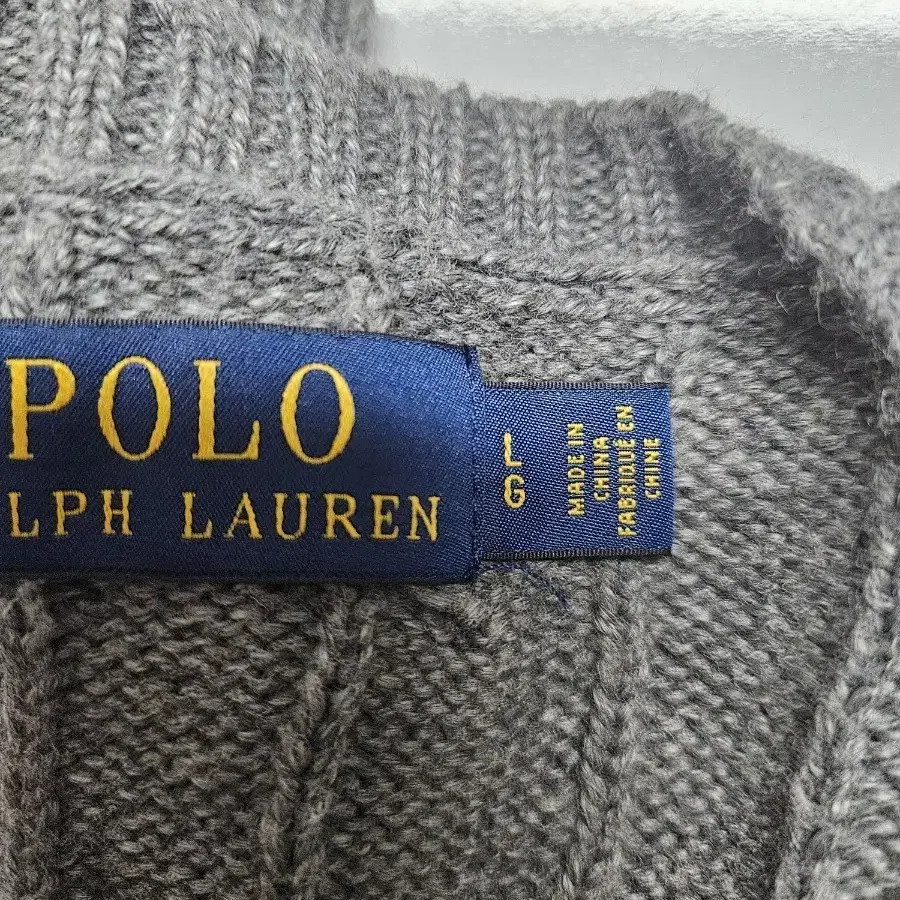 POLO
LPH LAUREN
L
G
MADE IN
CHINA
FABRIQUÉ EN
CHINE